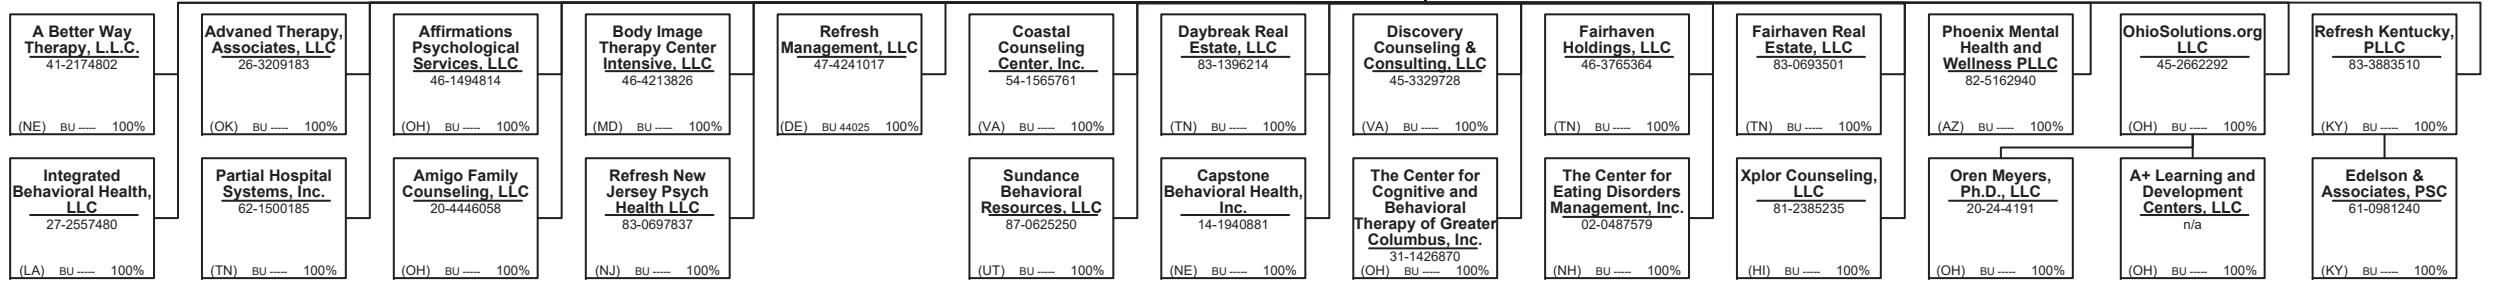 A Better Way
Therapy, L.L.C.
41-2174802
(NE) BU ----- 100%
Advaned Therapy,
Associates, LLC
26-3209183
(OK) BU ----- 100%
Affirmations
Psychological
Services, LLC
46-1494814
(OH) BU ----- 100%
Body Image
Therapy Center
Intensive, LLC
46-4213826
(MD) BU ----- 100%
Refresh
Management, LLC
47-4241017
(DE) BU 44025 100%
Coastal
Counseling
Center, Inc.
54-1565761
(VA) BU ----- 100%
Daybreak Real
Estate, LLC
83-1396214
(TN) BU ----- 100%
Discovery
Counseling &
Consulting, LLC
45-3329728
(VA) BU ----- 100%
Fairhaven
Holdings, LLC
46-3765364
(TN) BU ----- 100%
Fairhaven Real
Estate, LLC
83-0693501
(TN) BU ----- 100%
Phoenix Mental
Health and
Wellness PLLC
82-5162940
(AZ) BU ----- 100%
OhioSolutions.org
LLC
45-2662292
(OH) BU ----- 100%
Refresh Kentucky,
PLLC
83-3883510
(KY) BU ----- 100%
Integrated
Behavioral Health,
LLC
27-2557480
(LA) BU ----- 100%
Partial Hospital
Systems, Inc.
62-1500185
(TN) BU ----- 100%
Amigo Family
Counseling, LLC
20-4446058
(OH) BU ----- 100%
Refresh New
Jersey Psych
Health LLC
83-0697837
(NJ) BU ----- 100%
Sundance
Behavioral
Resources, LLC
87-0625250
(UT) BU ----- 100%
Capstone
Behavioral Health,
Inc.
14-1940881
(NE) BU ----- 100%
The Center for
Cognitive and
Behavioral
Therapy of Greater
Columbus, Inc.
31-1426870
(OH) BU ----- 100%
The Center for
Eating Disorders
Management, Inc.
02-0487579
(NH) BU ----- 100%
Xplor Counseling,
LLC
81-2385235
(HI) BU ----- 100%
Oren Meyers,
Ph.D., LLC
20-24-4191
(OH) BU ----- 100%
A+ Learning and
Development
Centers, LLC
n/a
(OH) BU ----- 100%
Edelson &
Associates, PSC
61-0981240
(KY) BU ----- 100%